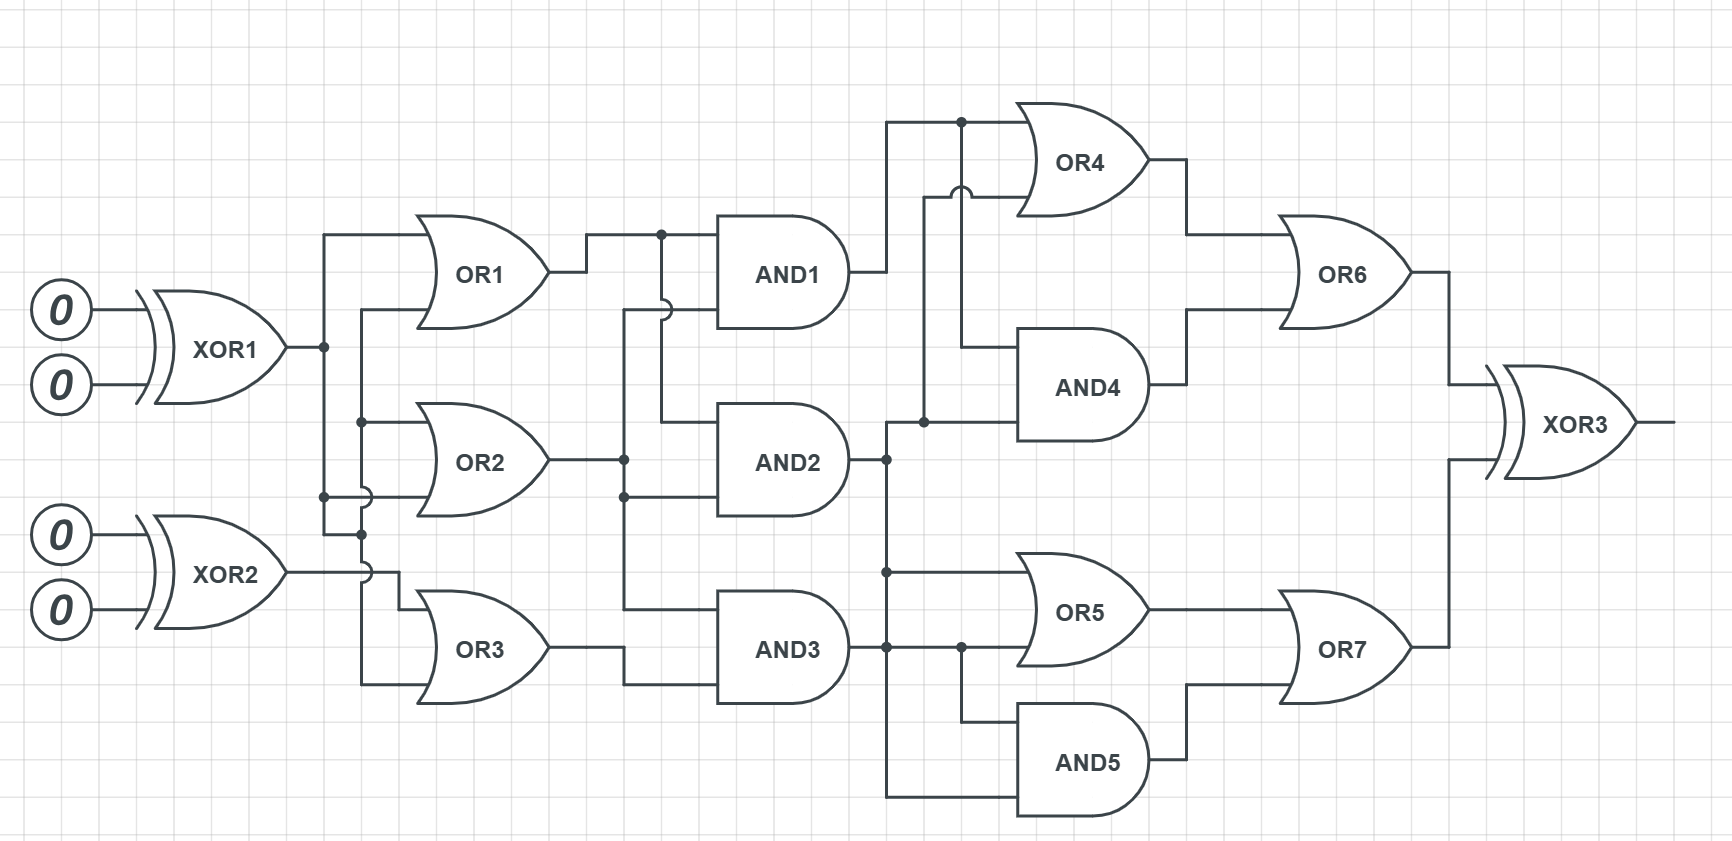 0
0
0
0
XOR1
XOR2
OR1
OR2
OR3
AND1
AND2
AND3
OR4
AND4
OR5
AND5
OR6
OR7
XOR3